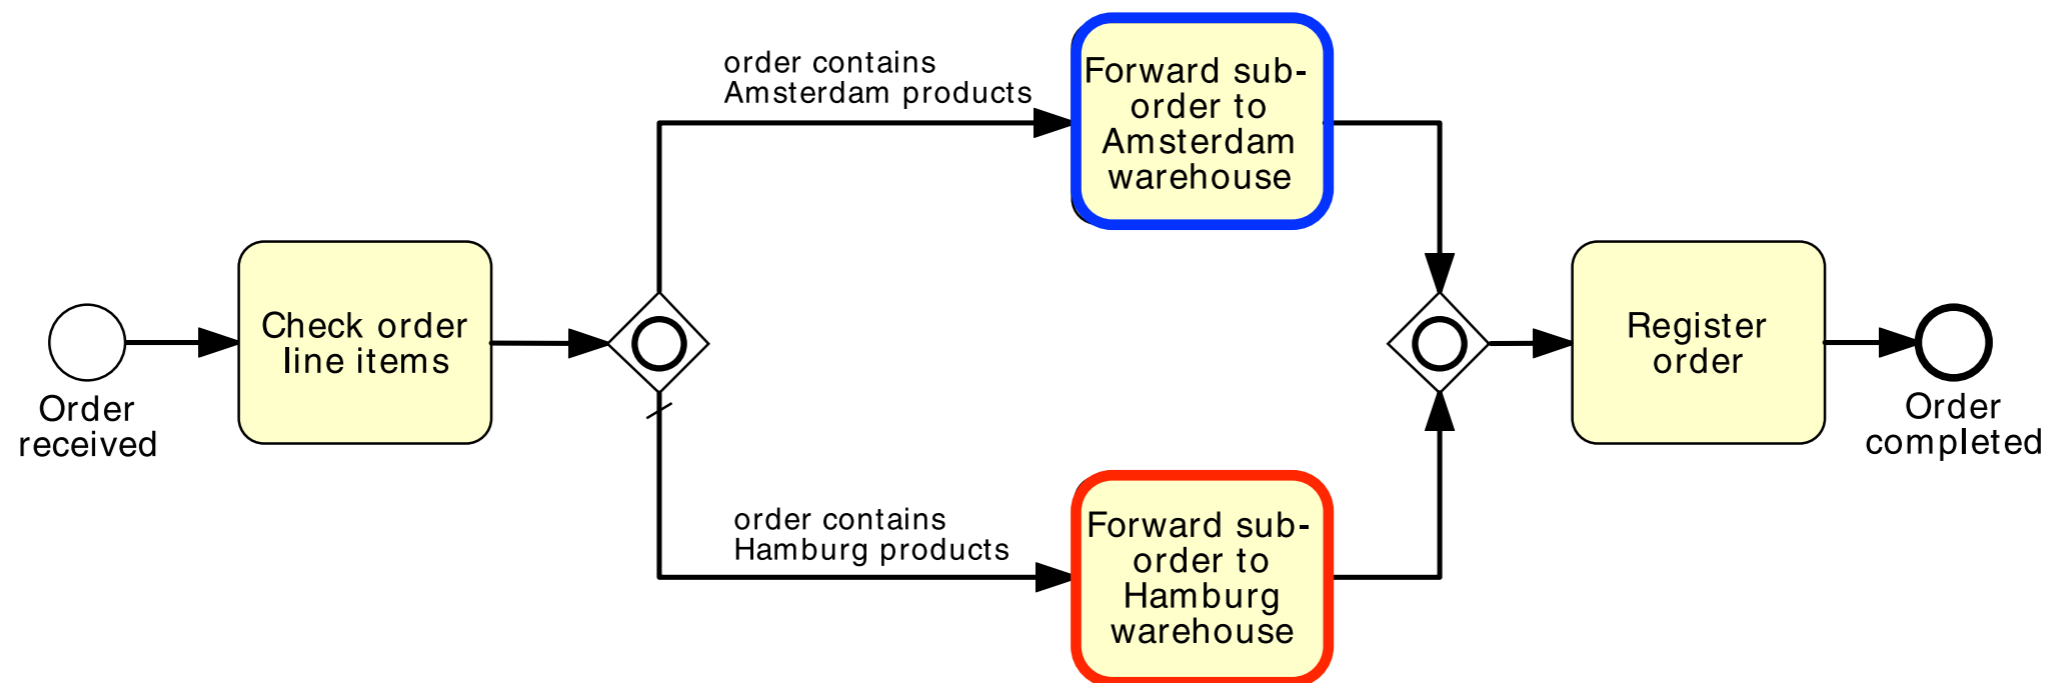 Order
received
Check order
line items
order contains
Amsterdam products
Forward sub-
order to
Amsterdam
warehouse
order contains
Hamburg products
Forward sub-
order to
Hamburg
warehouse
Register
order
Order
completed